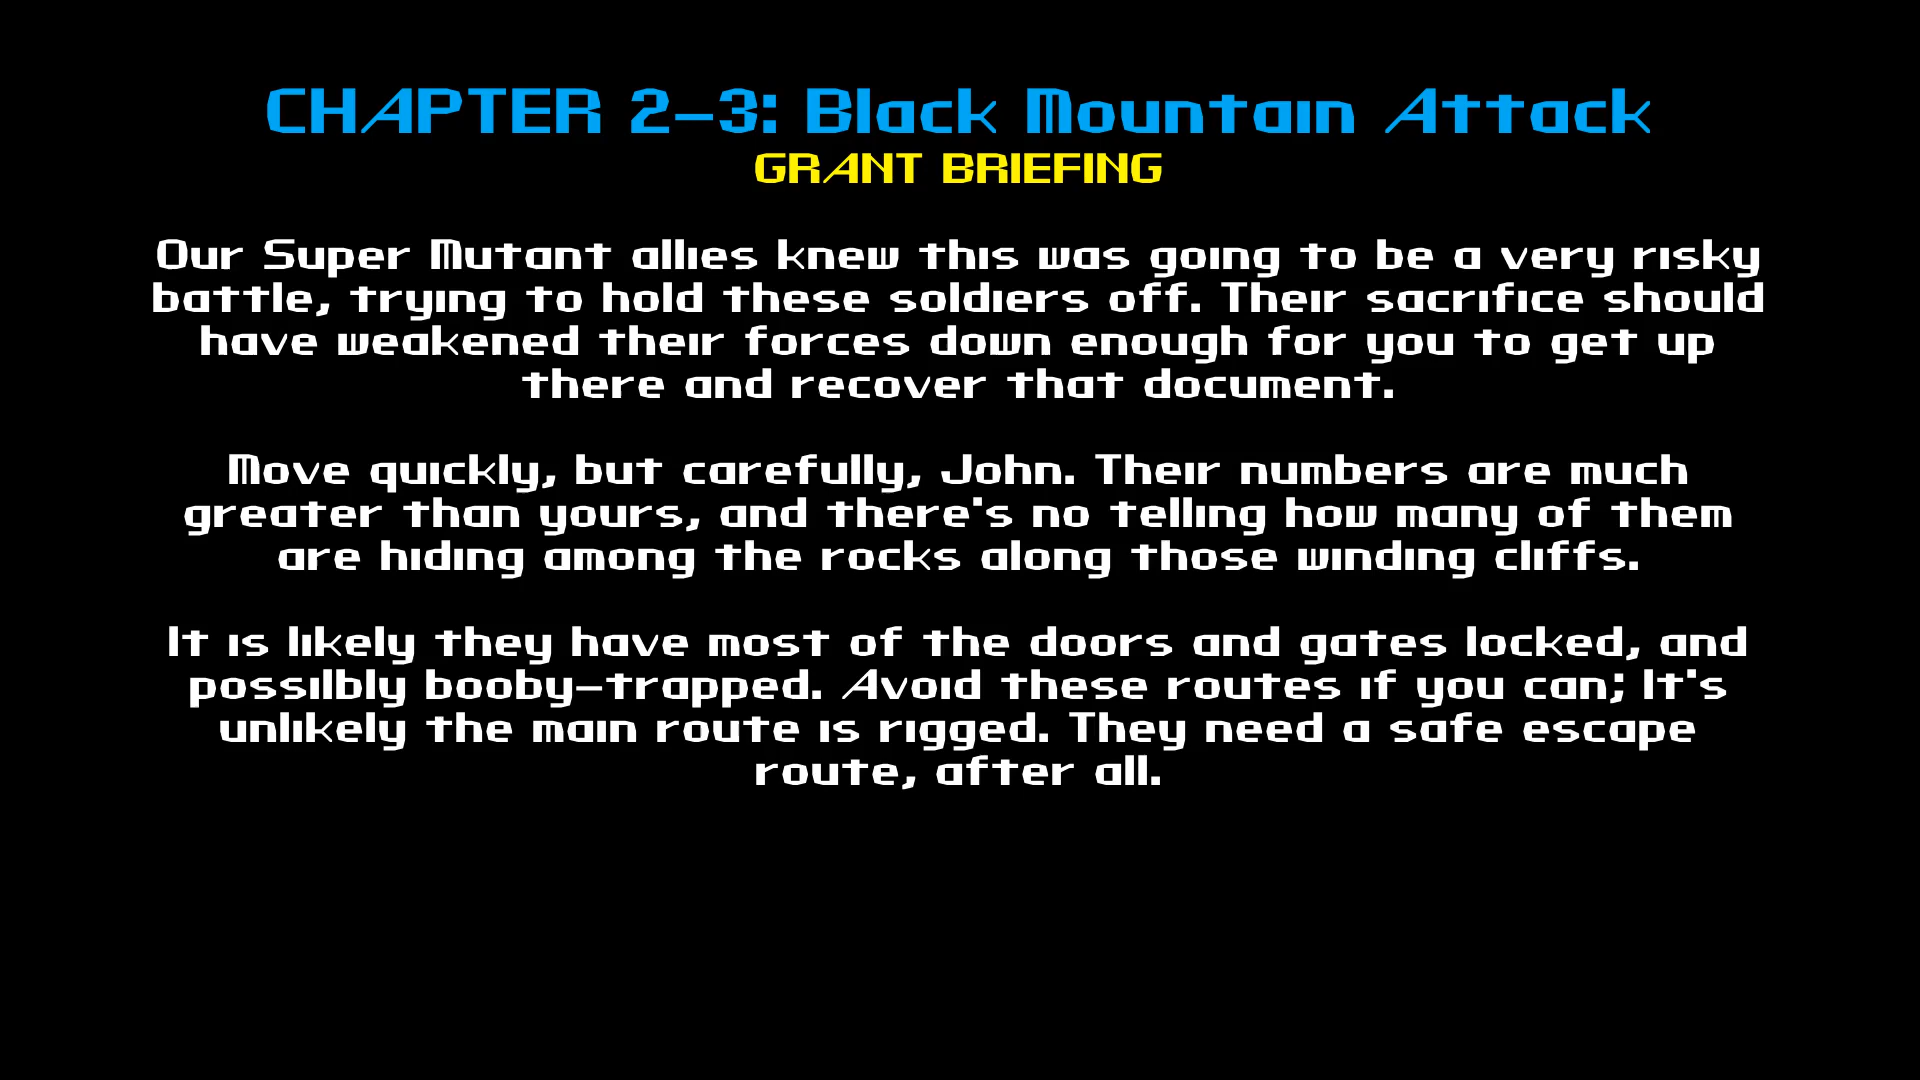 CHAPTER 2-3: Black Mountain Attack
GRANT BRIEFING
Our Super Mutant allies knew this was going to be a very risky
battle, trying to hold these soldiers off. Their sacrifice should
have weakened their forces down enough for you to get up
there and recover that document.
Move quickly, but carefully, John. Their numbers are much
greater than yours, and there's no telling how many of them
are hiding among the rocks along those winding cliffs.
It is likely they have most of the doors and gates locked, and
possilbly booby-trapped. Avoid these routes if you can; It's
unlikely the main route is rigged. They need a safe escape
route, after all.